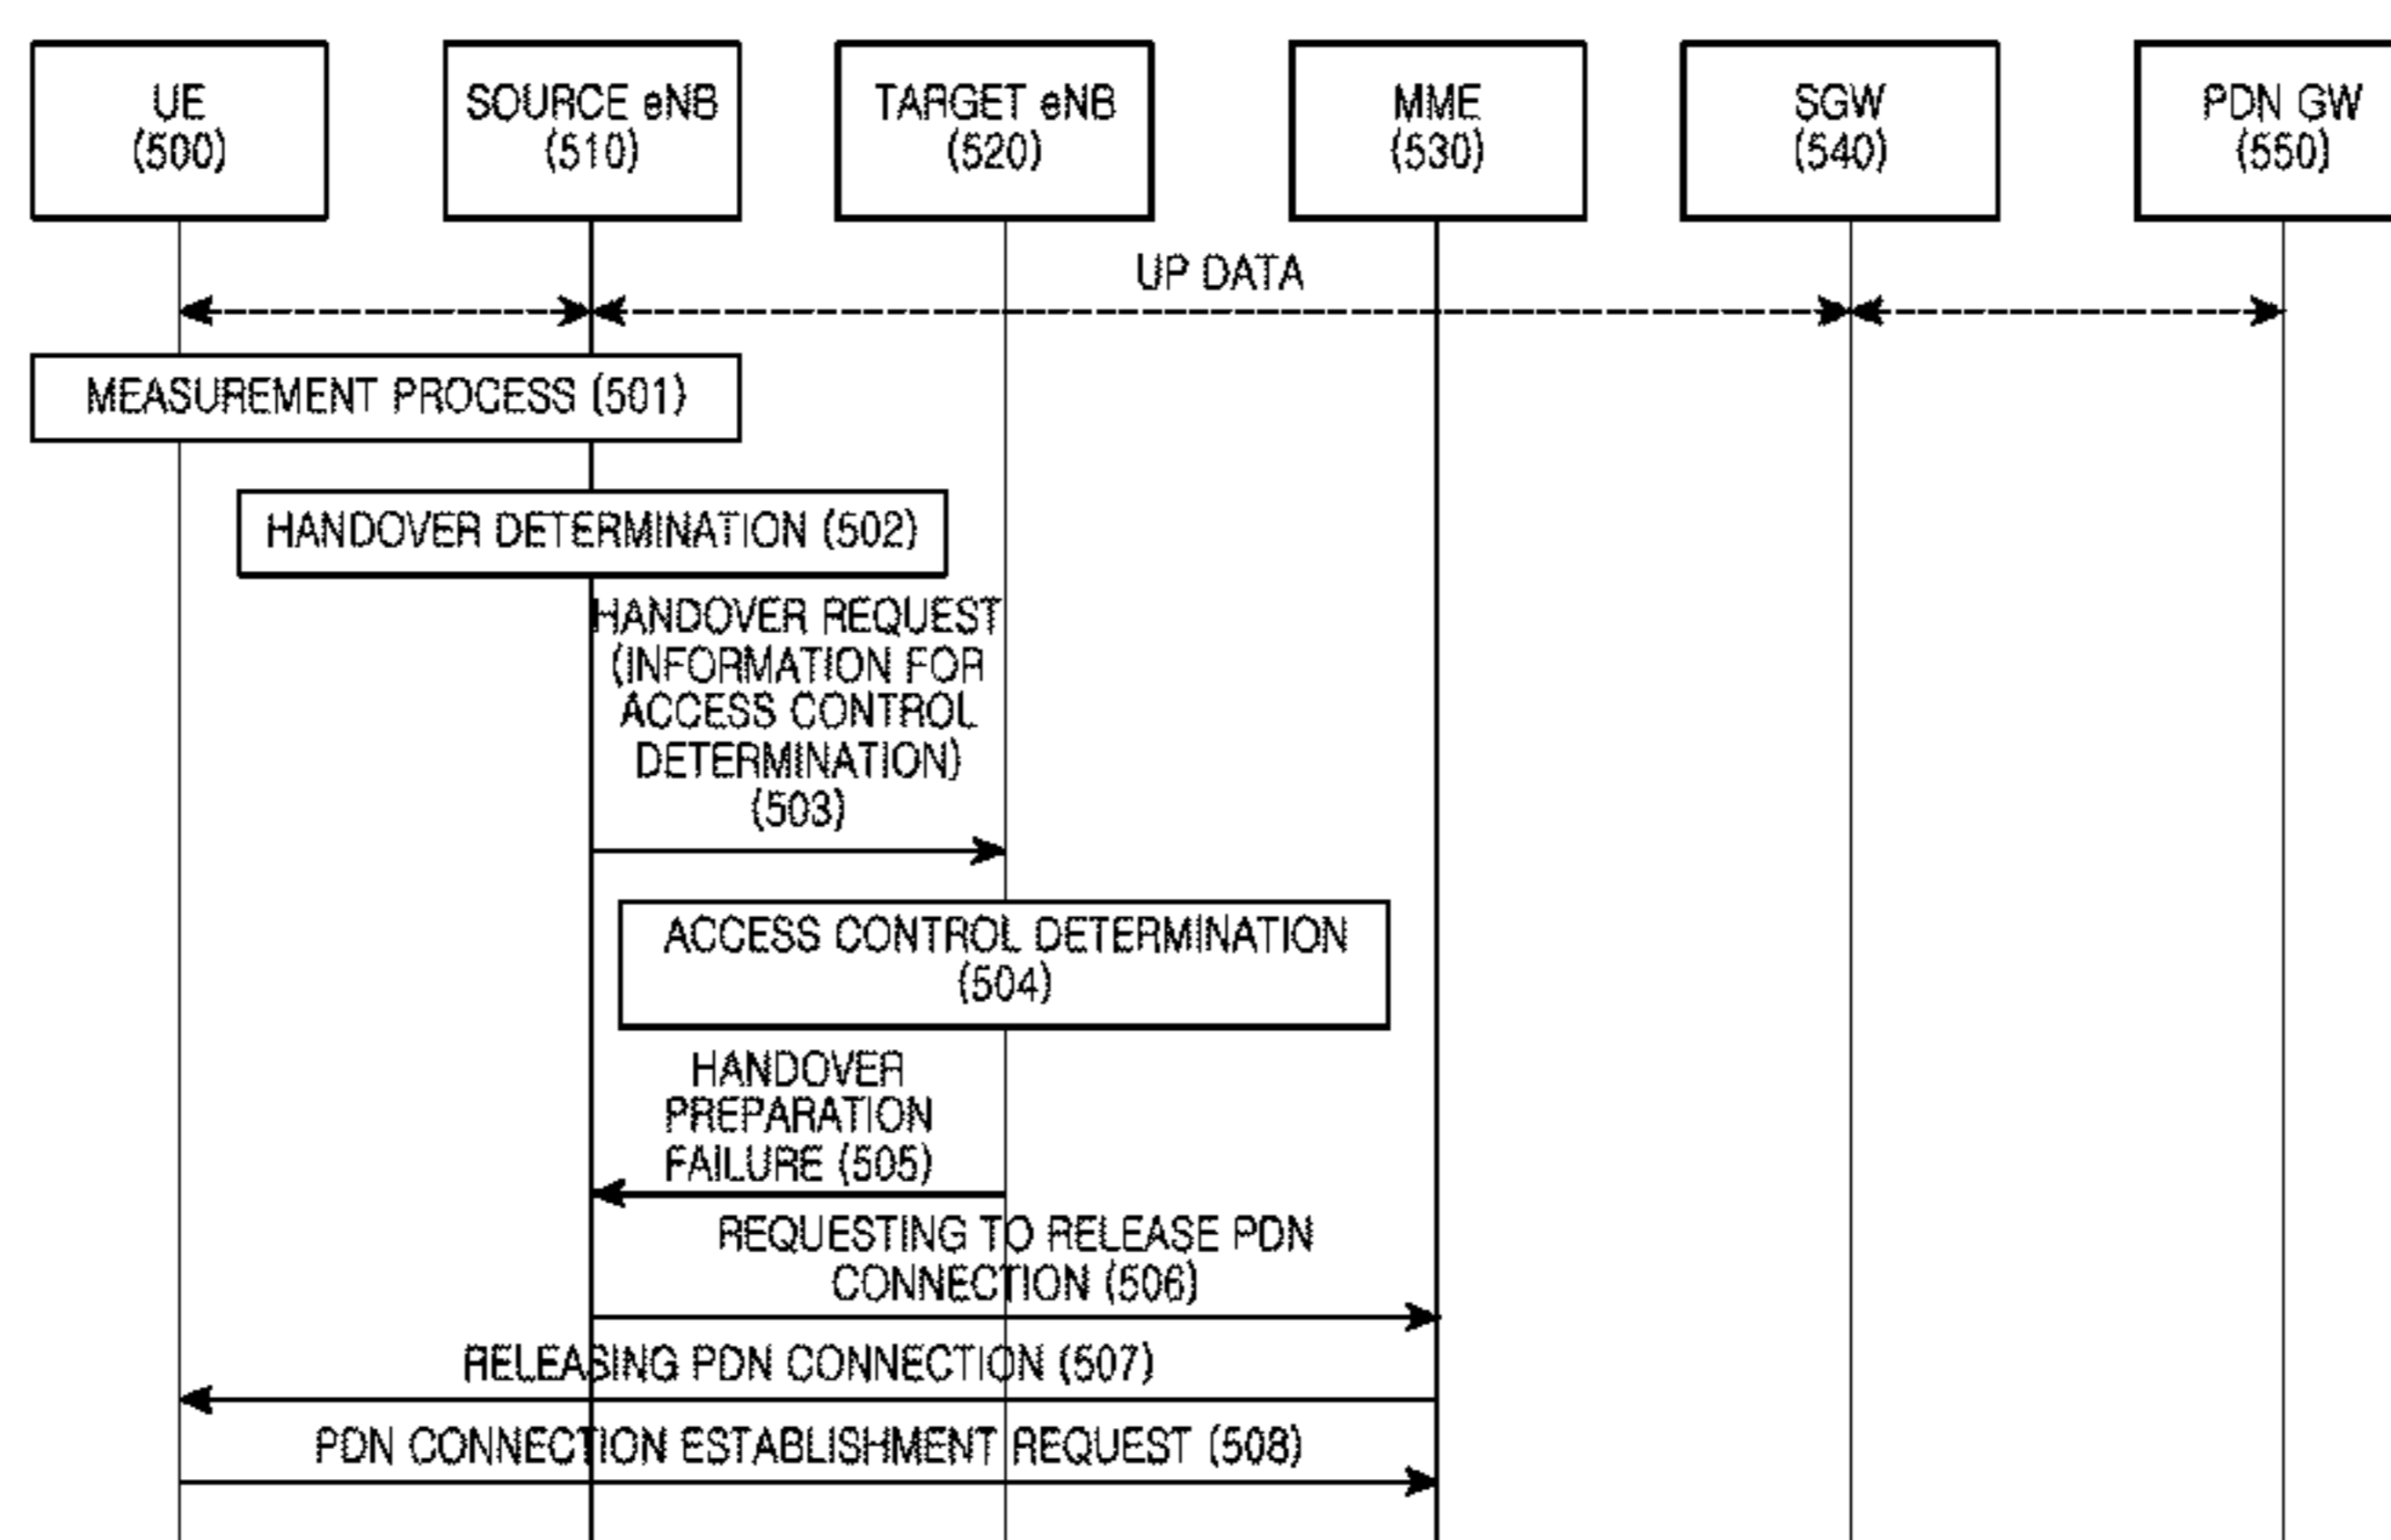 UE
(500)
SOURCE eNB
(510)
TARGET eNB
(520)
MME
(530)
SGW
(540)
PDN GW
(550)
UP DATA
MEASUREMENT PROCESS (501)
HANDOVER DETERMINATION (502)
HANDOVER REQUEST
(INFORMATION FOR
ACCESS CONTROL
DETERMINATION)
(503)
ACCESS CONTROL DETERMINATION
(504)
HANDOVER
PREPARATION
FAILURE (505)
REQUESTING TO RELEASE PDN
CONNECTION (506)
RELEASING PDN CONNECTION (507)
PDN CONNECTION ESTABLISHMENT REQUEST (508)